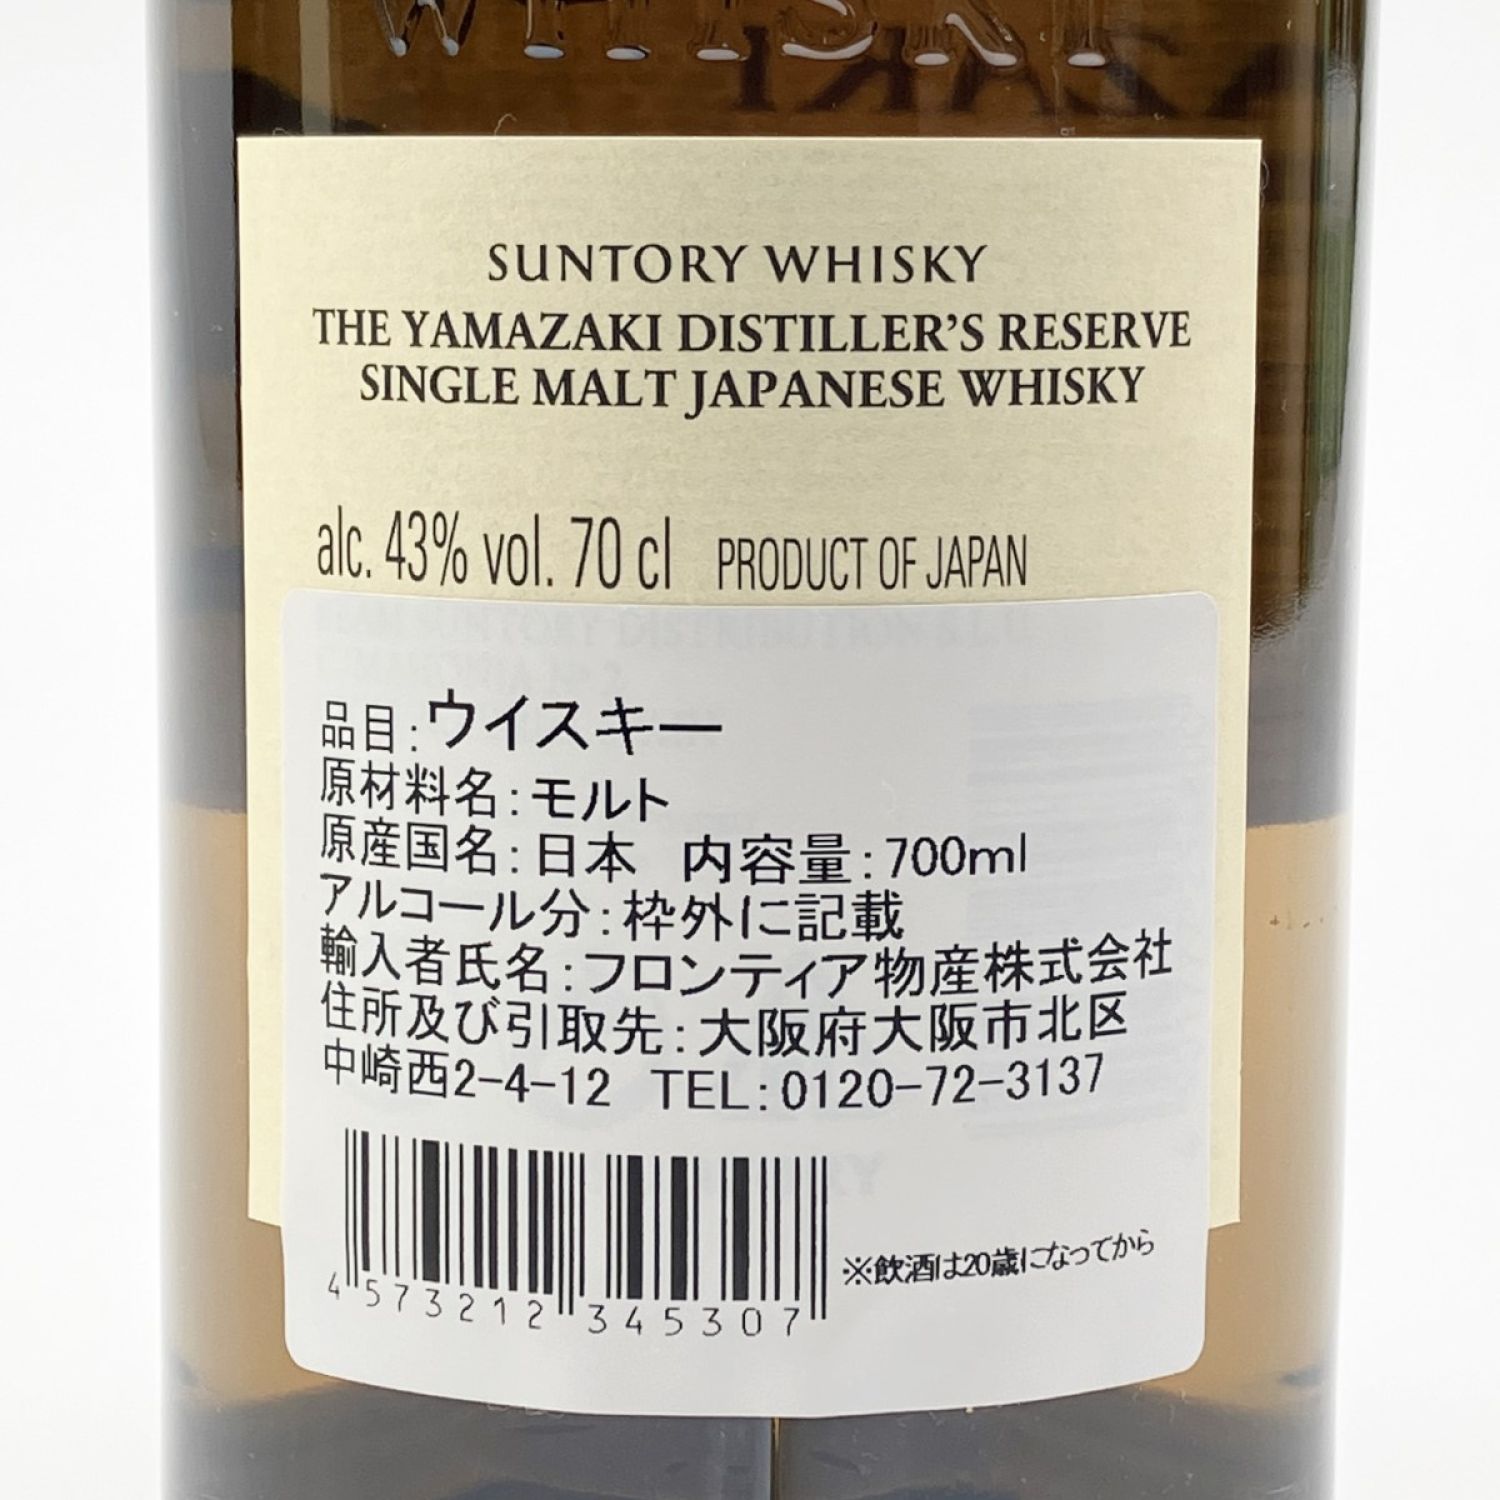 WHISKY
SUNTORY WHISKY
THE YAMAZAKI DISTILLER'S RESERVE
SINGLE MALT JAPANESE WHISKY
alc. 43% vol. 70 cl PRODUCT OF JAPAN
品目:ウイスキー
原材料名:モルト
原産国名:日本 内容量:700ml
アルコール分:枠外に記載
輸入者氏名:フロンティア物産株式会社
住所及び引取先:大阪府大阪市北区
中崎西2-4-12 TEL:0120-72-3137
4573212345307
※飲酒は20歳になってから